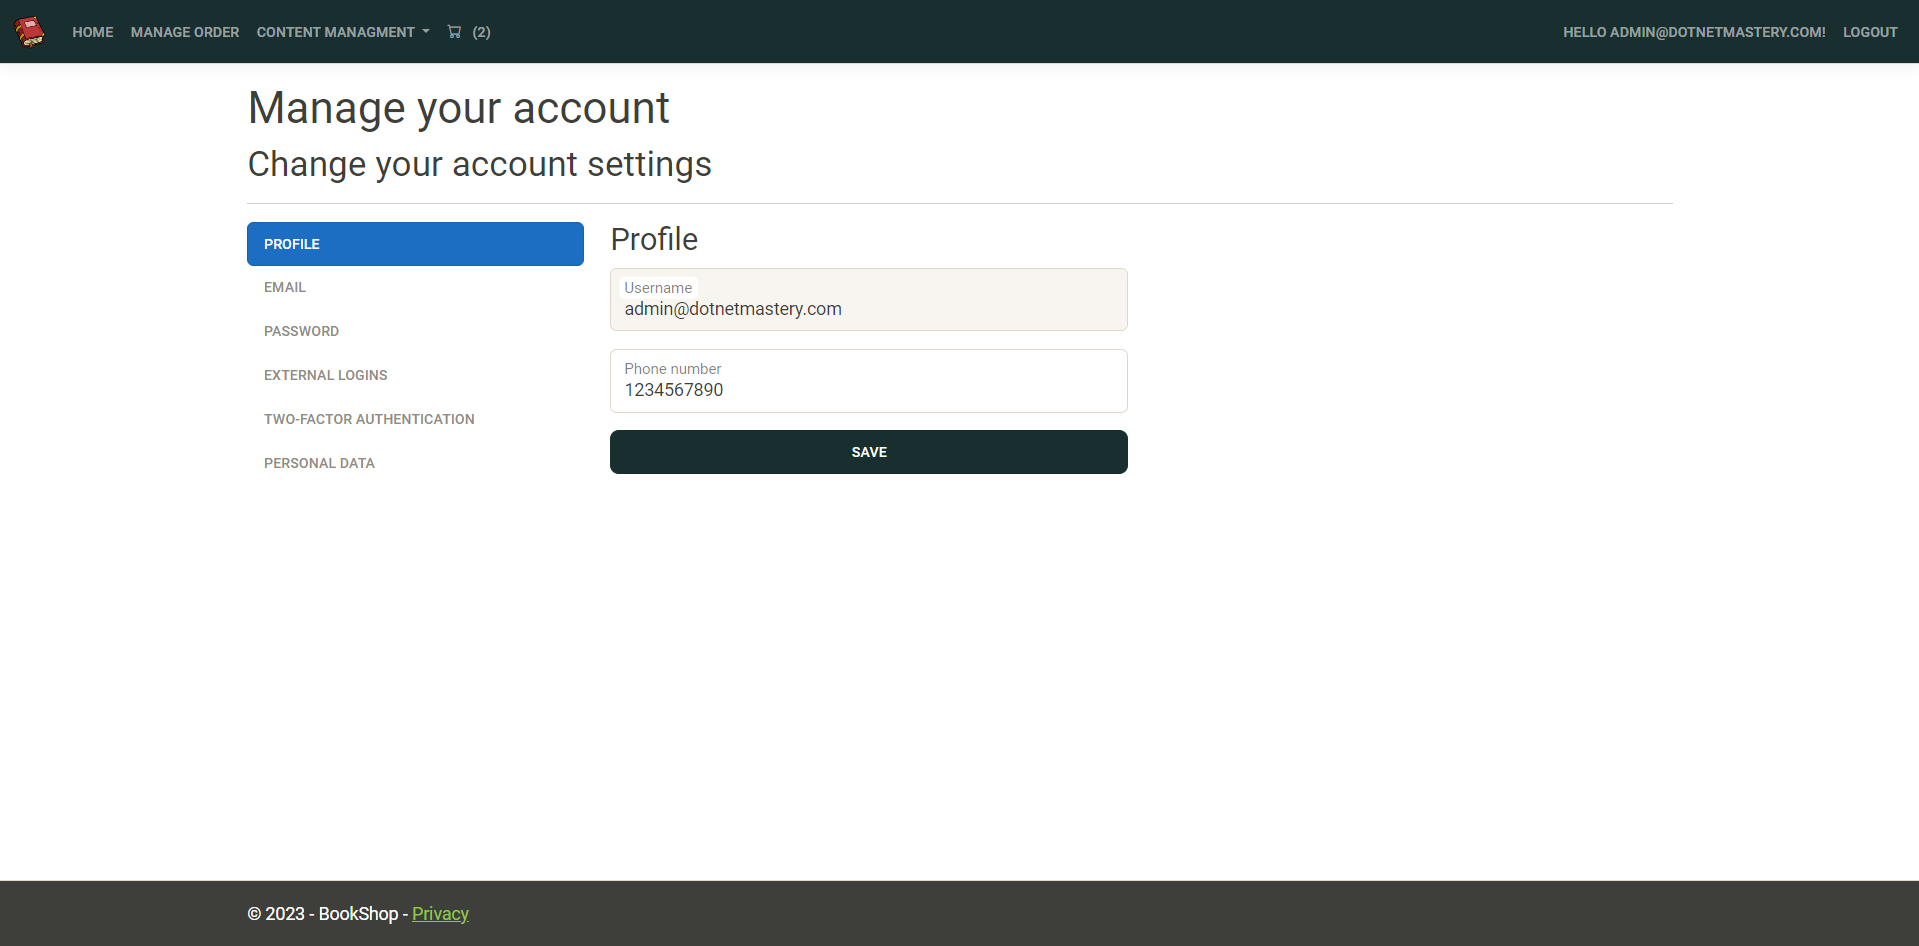 HOME MANAGE ORDER CONTENT MANAGMENT (2) HELLO ADMIN@DOTNETMASTERY.COM! LOGOUT
Manage your account
Change your account settings
PROFILE
EMAIL
PASSWORD
EXTERNAL LOGINS
TWO-FACTOR AUTHENTICATION
PERSONAL DATA
Profile
Username
admin@dotnetmastery.com
Phone number
1234567890
SAVE
© 2023 - BookShop - Privacy